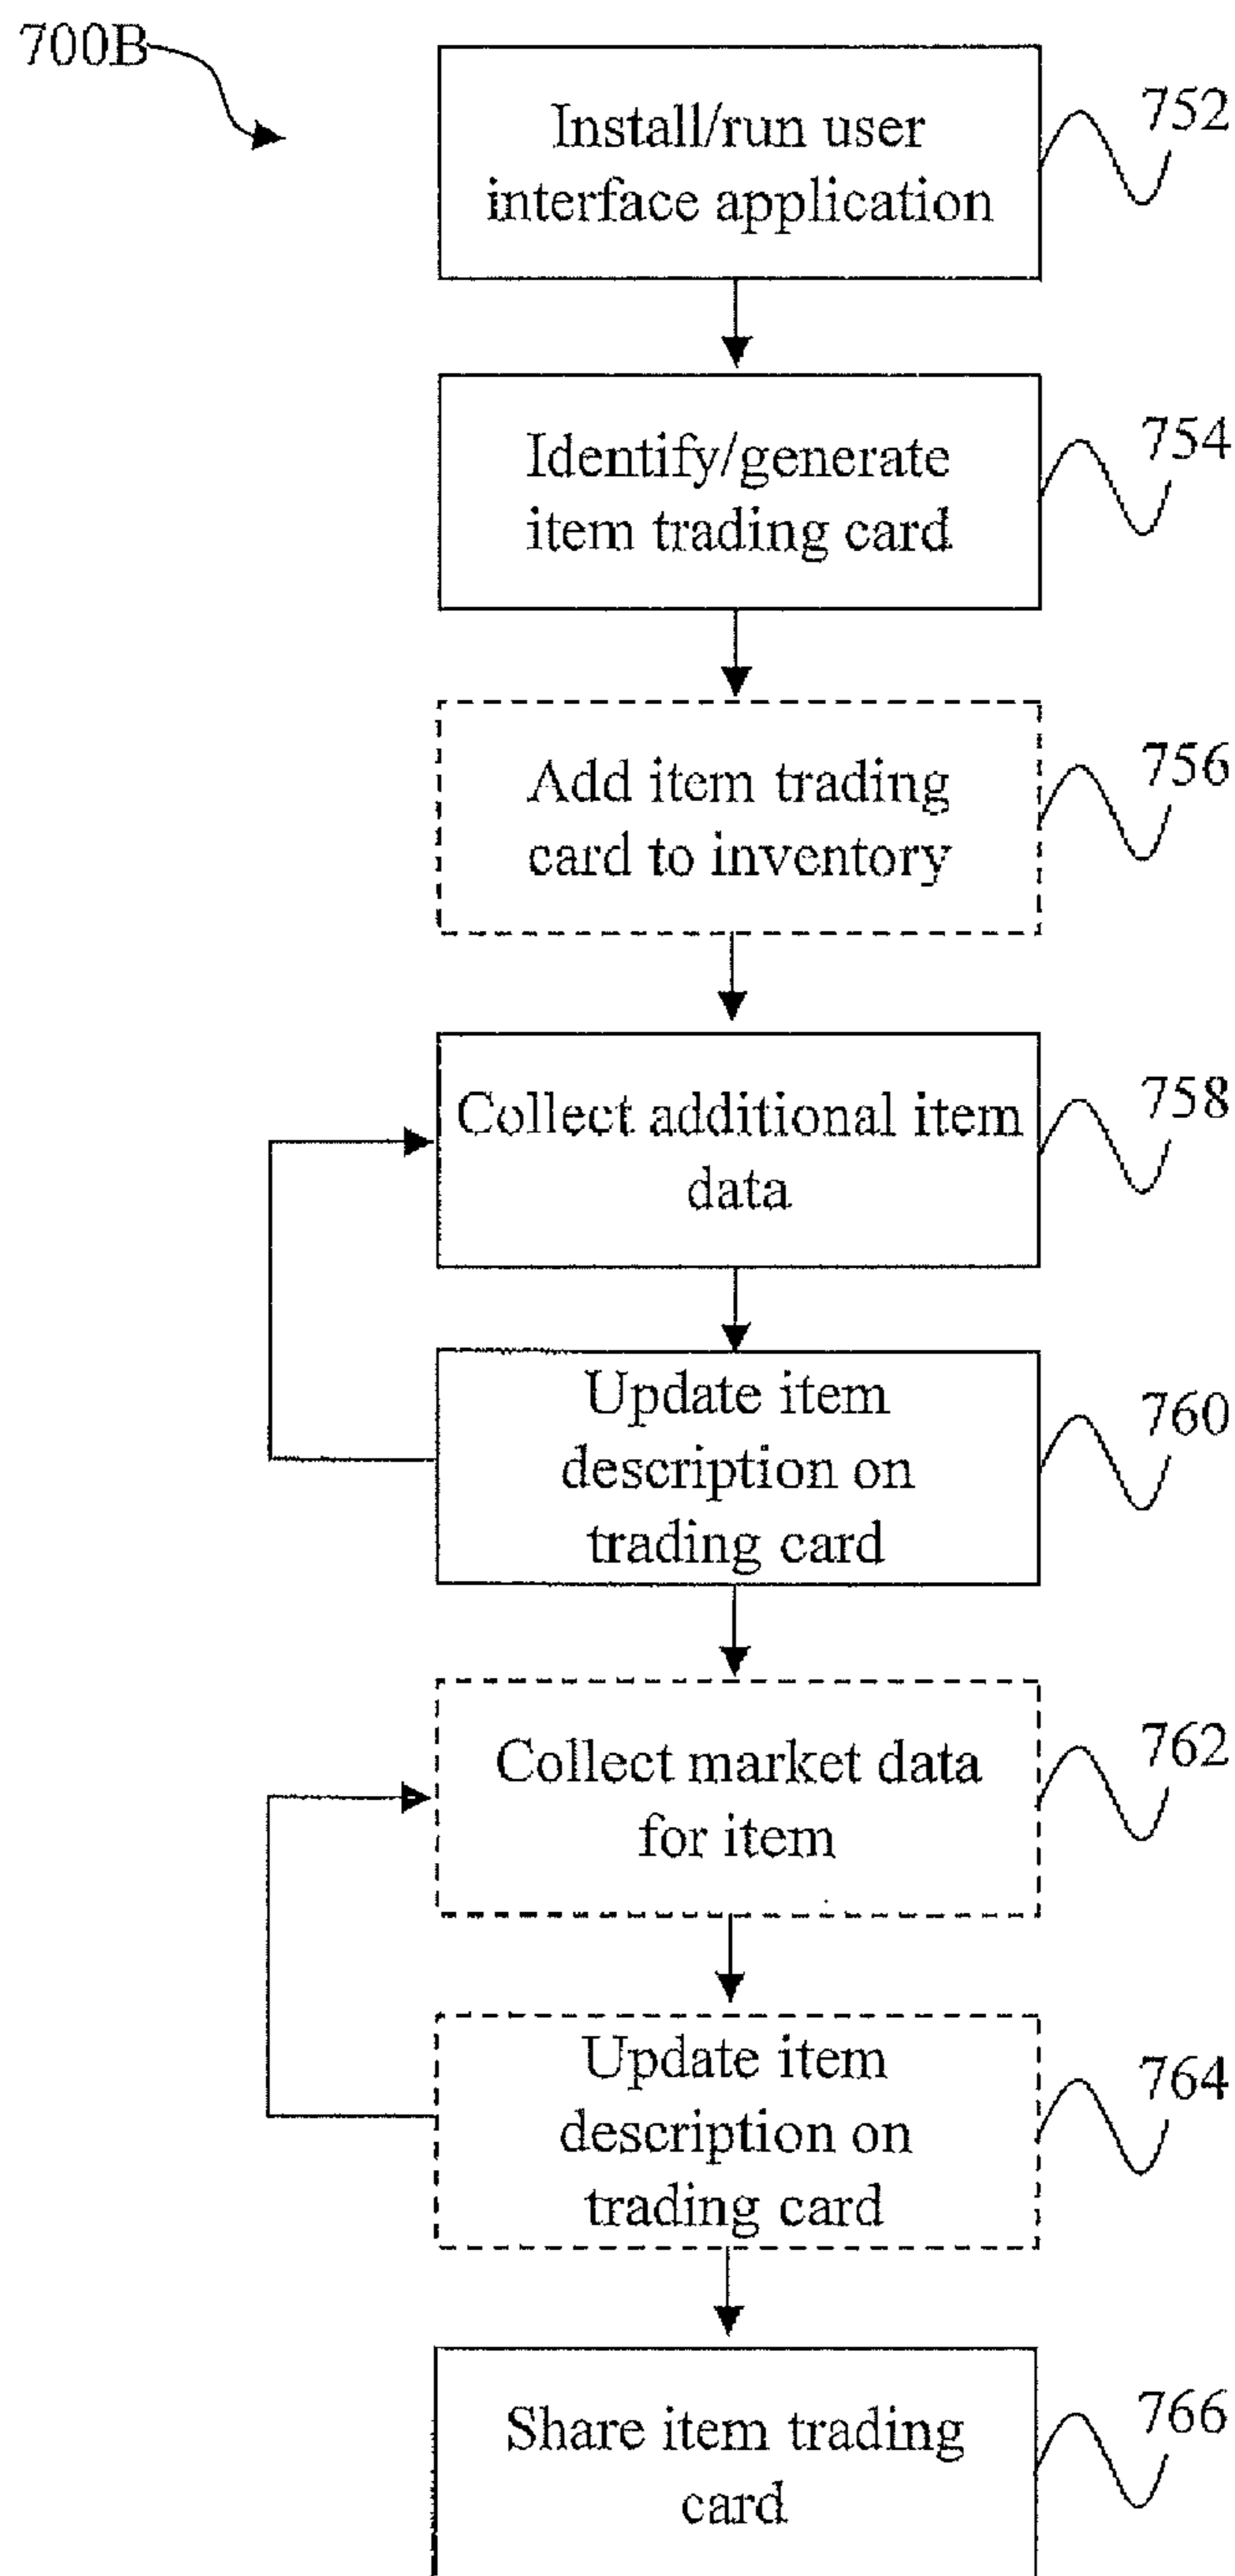 700B
Install/run user
interface application
752
Identify/generate
item trading card
754
Add item trading
card to inventory
756
Collect additional item
data
758
Update item
description on
trading card
760
Collect market data
for item
762
Update item
description on
trading card
764
Share item trading
card
766